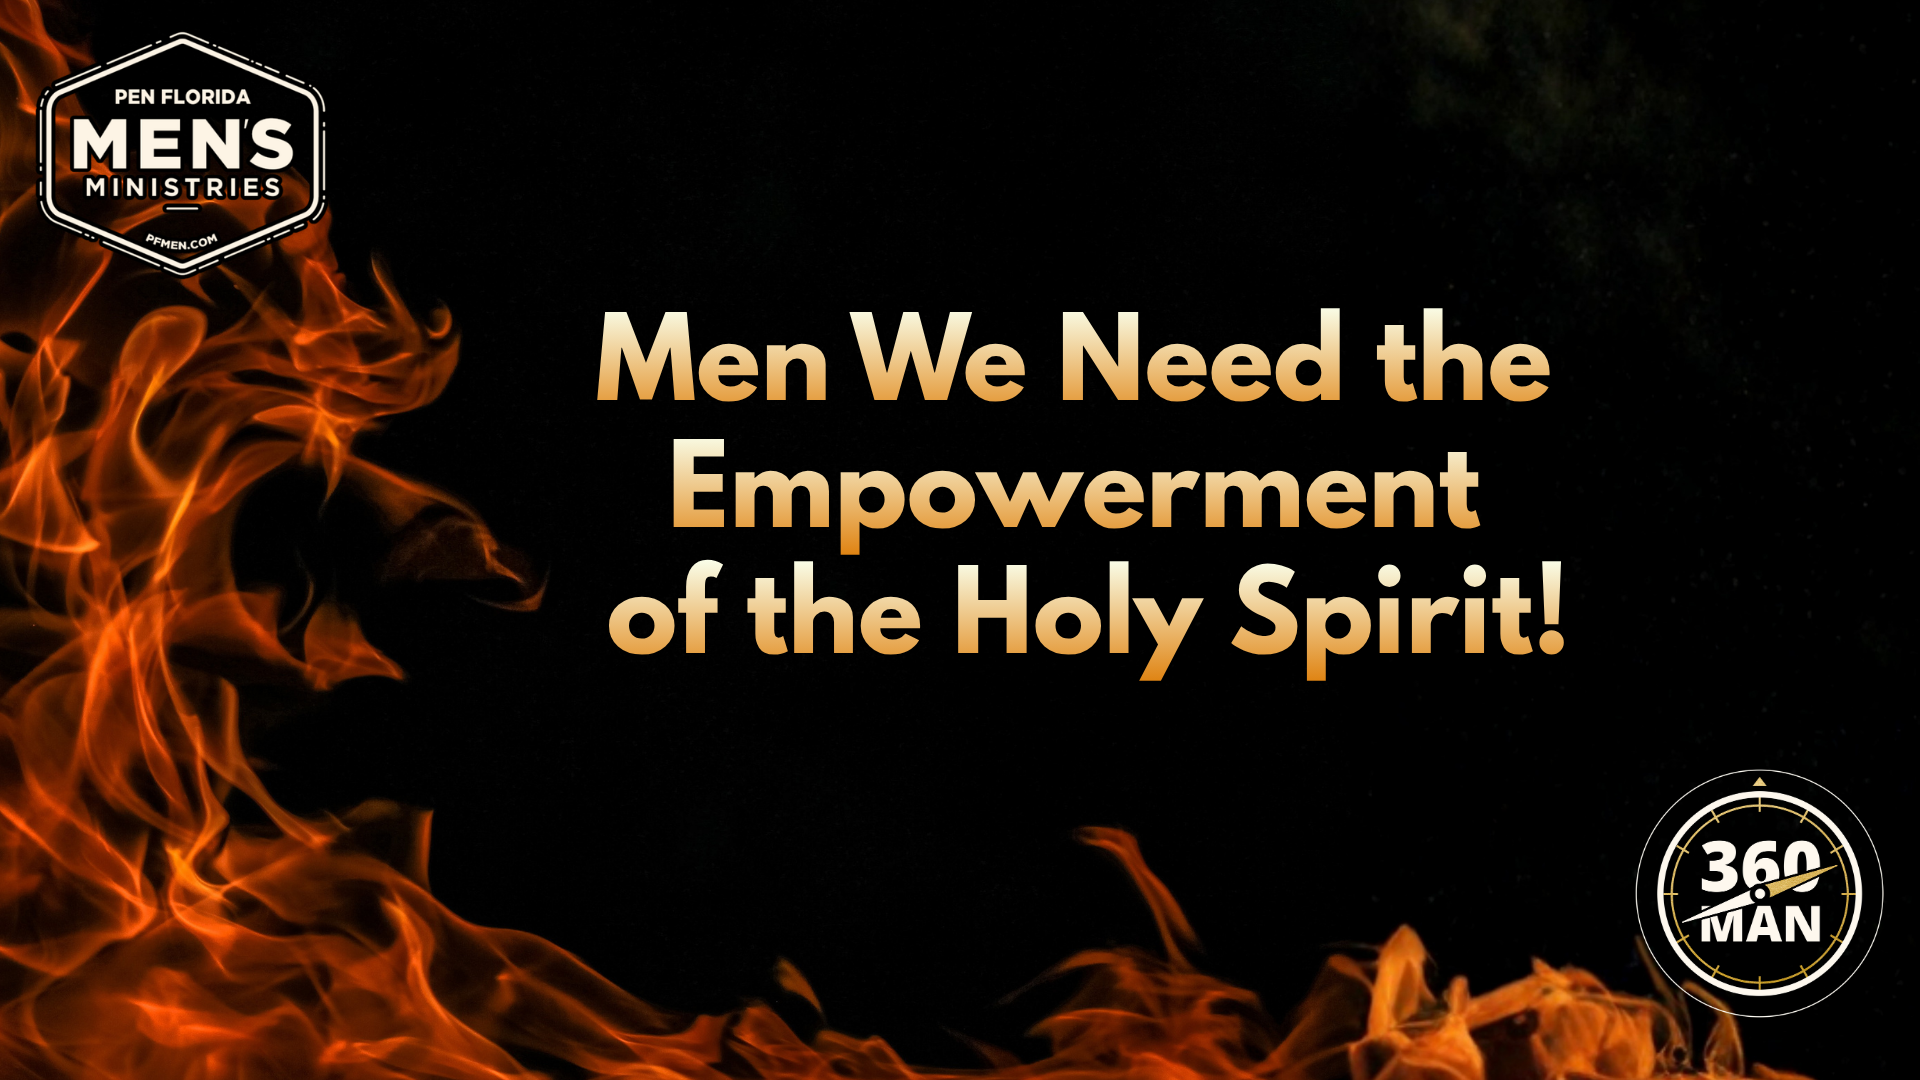 PEN FLORIDA
MEN'S
MINISTRIES
PFMEN.COM
Men We Need the
Empowerment
of the Holy Spirit!
360
MAN